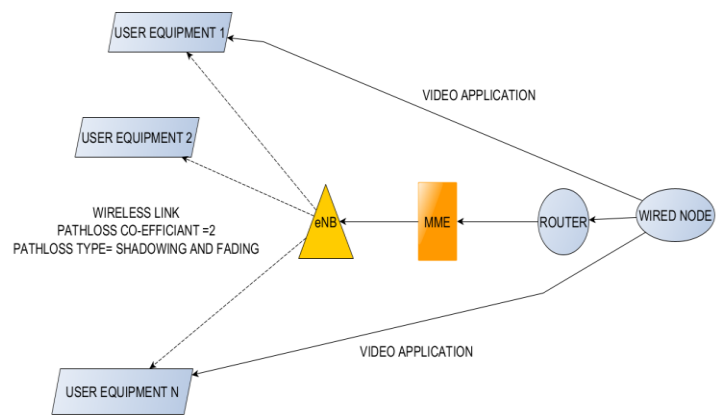 USER EQUIPMENT 1
VIDEO APPLICATION
USER EQUIPMENT 2
WIRELESS LINK
PATHLOSS CO-EFFICIANT =2
PATHLOSS TYPE= SHADOWING AND FADING
eNB
MME
ROUTER
WIRED NODE
VIDEO APPLICATION
USER EQUIPMENT N